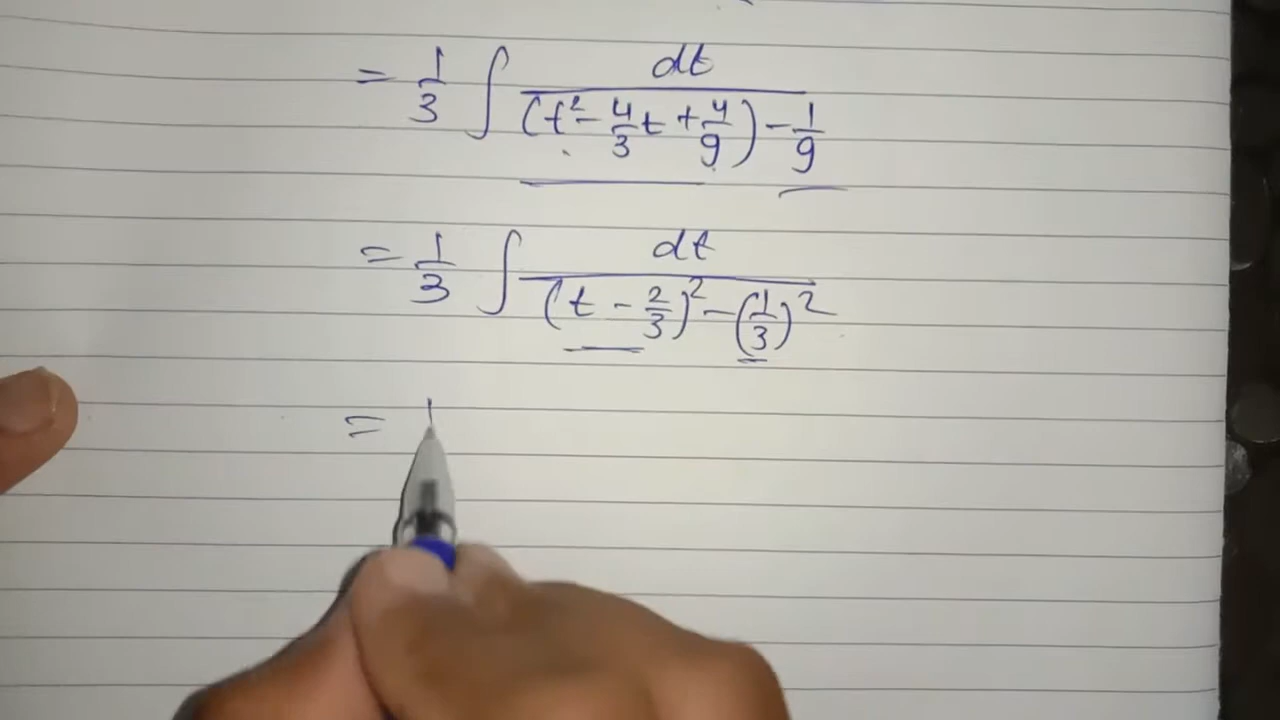 = 1/3 ∫ dt / ((t² - 4/3 t + 4/9) - 1/9)
= 1/3 ∫ dt / ((t - 2/3)² - (1/3)²)
= 1